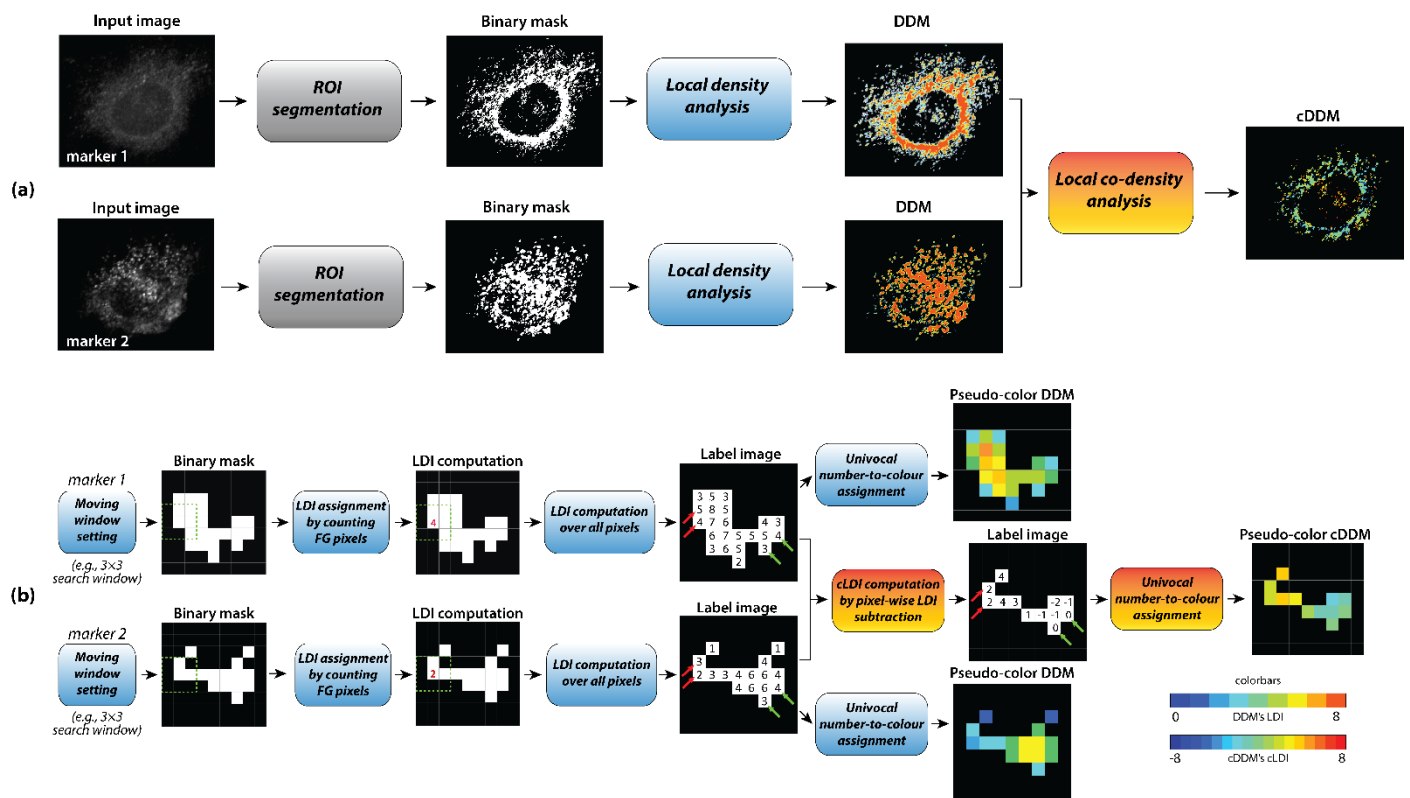 Input image
Binary mask
DDM
ROI
segmentation
Local density
analysis
marker 1
cDDM
(a)
Local co-density
analysis
Input image
Binary mask
DDM
ROI
segmentation
Local density
analysis
marker 2
Pseudo-color DDM
marker 1
Binary mask
LDI computation
Label image
Univocal
number-to-colour
assignment
Moving
window
setting
LDI assignment
by counting
FG pixels
4
LDI computation
over all pixels
3 5 3
5 8 5
4 7 6 4 3
6 7 5 5 5 4
3 6 5 3
2
(e.g., 3×3
search window)
Label image
Pseudo-color cDDM
(b)
cLDI computation
by pixel-wise LDI
subtraction
4
2
2 4 3 -2 -1
1 -1 -1 0
0
Univocal
number-to-colour
assignment
marker 2
Binary mask
LDI computation
Label image
Moving
window
setting
LDI assignment
by counting
FG pixels
2
LDI computation
over all pixels
1 1
3 4
2 3 3 4 4 6 6 4
4 6 6 4
3
(e.g., 3×3
search window)
Pseudo-color DDM
Univocal
number-to-colour
assignment
colorbars
0 DDM's LDI 8
-8 cDDM's cLDI 8